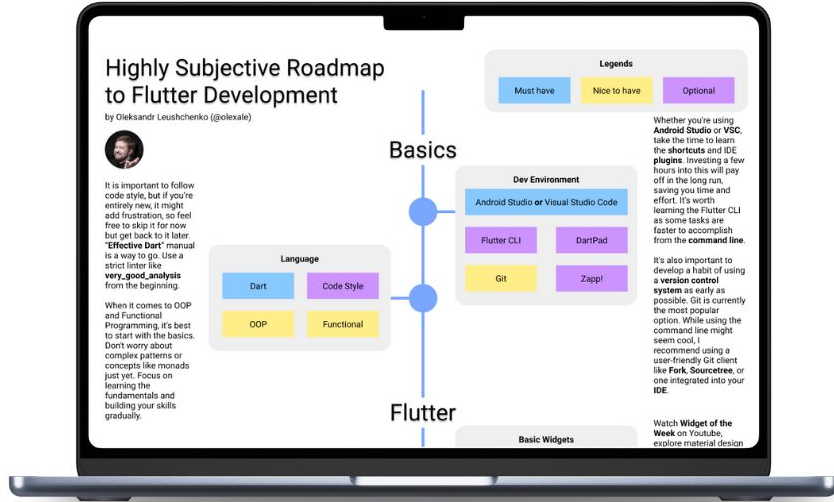 Highly Subjective Roadmap
to Flutter Development
by Oleksandr Leushchenko (@olexale)
It is important to follow
code style, but if you're
entirely new, it might
add frustration, so feel
free to skip it for now
but get back to it later.
"Effective Dart" manual
is a way to go. Use a
strict linter like
very_good_analysis
from the beginning.
When it comes to OOP
and Functional
Programming, it's best
to start with the basics.
Don't worry about
complex patterns or
concepts like monads
just yet. Focus on
learning the
fundamentals and
building your skills
gradually.
Language
Dart
Code Style
OOP
Functional
Basics
Flutter
Legends
Must have
Nice to have
Optional
Dev Environment
Android Studio or Visual Studio Code
Flutter CLI
DartPad
Git
Zapp!
Basic Widgets
Whether you're using
Android Studio or VSC,
take the time to learn
the shortcuts and IDE
plugins. Investing a few
hours into this will pay
off in the long run,
saving you time and
effort. It's worth
learning the Flutter CLI
as some tasks are
faster to accomplish
from the command line.
It's also important to
develop a habit of using
a version control
system as early as
possible. Git is currently
the most popular
option. While using the
command line might
seem cool, I
recommend using a
user-friendly Git client
like Fork, Sourcetree, or
one integrated into your
IDE.
Watch Widget of the
Week on Youtube,
explore material design